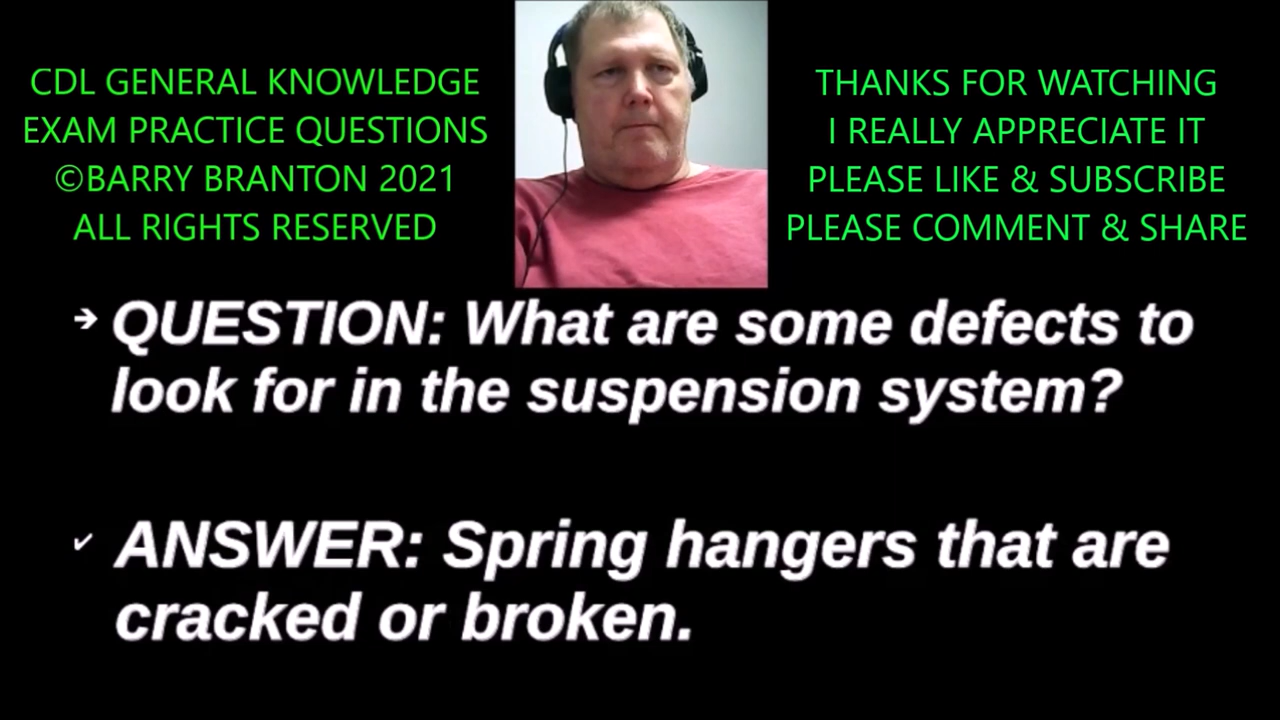 CDL GENERAL KNOWLEDGE
EXAM PRACTICE QUESTIONS
©BARRY BRANTON 2021
ALL RIGHTS RESERVED
THANKS FOR WATCHING
I REALLY APPRECIATE IT
PLEASE LIKE & SUBSCRIBE
PLEASE COMMENT & SHARE
➔ QUESTION: What are some defects to
look for in the suspension system?
✔ ANSWER: Spring hangers that are
cracked or broken.